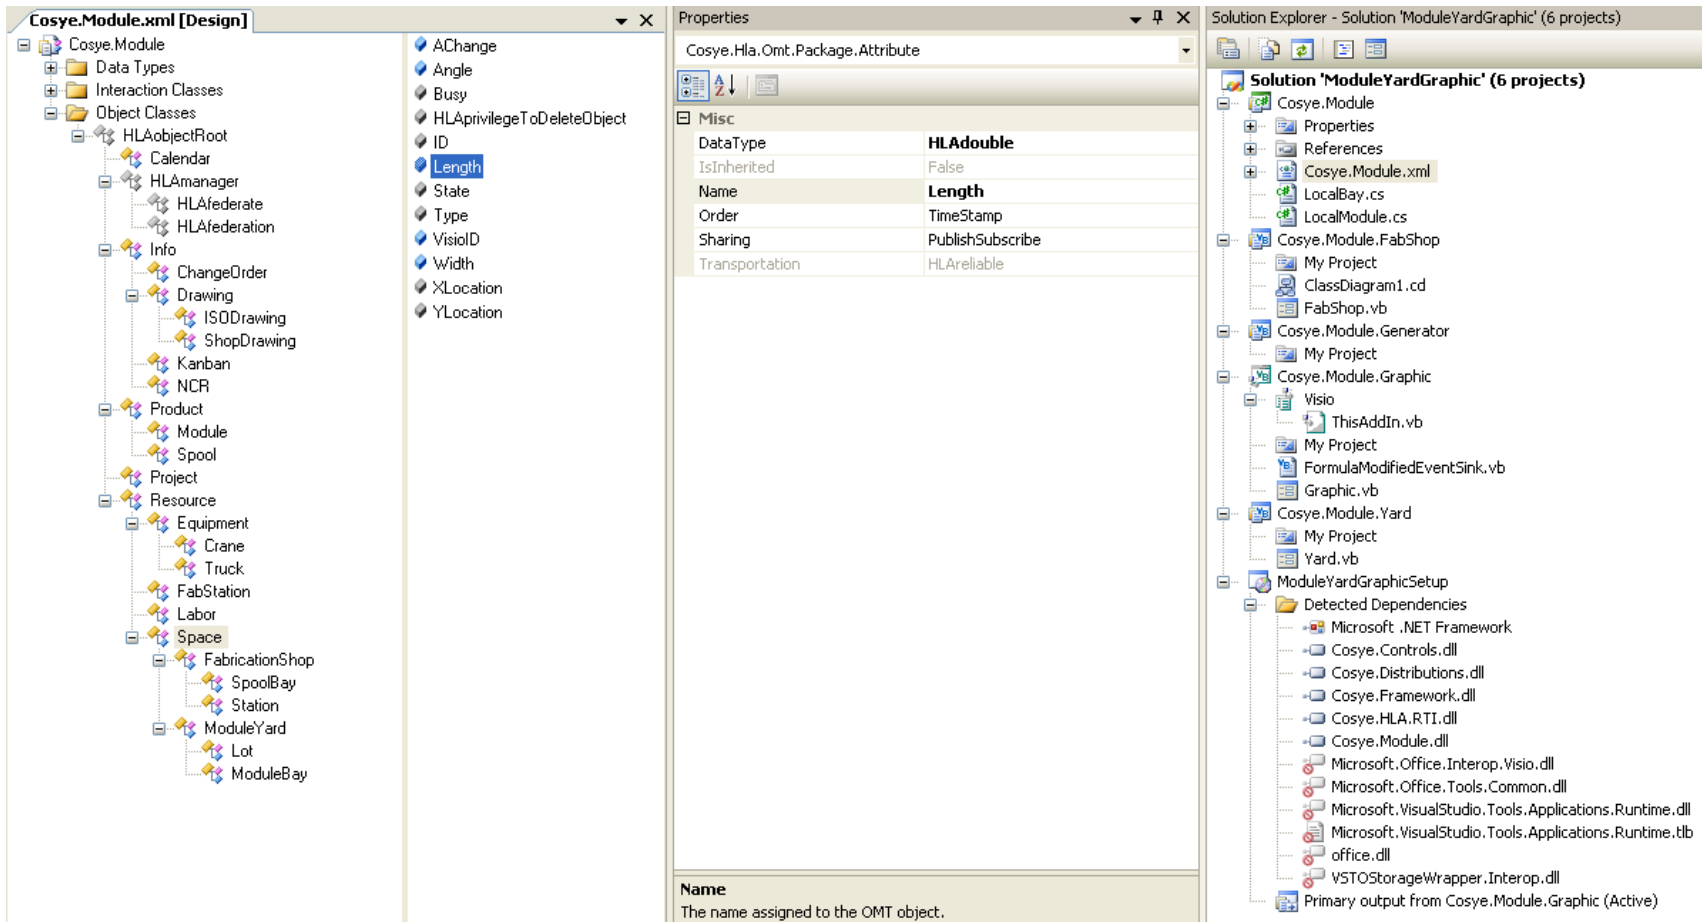 Cosye.Module.xml [Design]
Cosye.Module
Data Types
Interaction Classes
Object Classes
HLAobjectRoot
Calendar
HLAmanager
HLAfederate
HLAfederation
Info
ChangeOrder
Drawing
ISODrawing
ShopDrawing
Kanban
NCR
Product
Module
Spool
Project
Resource
Equipment
Crane
Truck
FabStation
Labor
Space
FabricationShop
SpoolBay
Station
ModuleYard
Lot
ModuleBay
AChange
Angle
Busy
HLAprivilegeToDeleteObject
ID
Length
State
Type
VisioID
Width
XLocation
YLocation
Properties
Cosye.Hla.Omt.Package.Attribute
Misc
DataType HLAdouble
IsInherited False
Name Length
Order TimeStamp
Sharing PublishSubscribe
Transportation HLAreliable
Name
The name assigned to the OMT object.
Solution Explorer - Solution 'ModuleYardGraphic' (6 projects)
Solution 'ModuleYardGraphic' (6 projects)
Cosye.Module
Properties
References
Cosye.Module.xml
LocalBay.cs
LocalModule.cs
Cosye.Module.FabShop
My Project
ClassDiagram1.cd
FabShop.vb
Cosye.Module.Generator
My Project
Cosye.Module.Graphic
Visio
ThisAddIn.vb
My Project
FormulaModifiedEventSink.vb
Graphic.vb
Cosye.Module.Yard
My Project
Yard.vb
ModuleYardGraphicSetup
Detected Dependencies
Microsoft .NET Framework
Cosye.Controls.dll
Cosye.Distributions.dll
Cosye.Framework.dll
Cosye.HLA.RTI.dll
Cosye.Module.dll
Microsoft.Office.Interop.Visio.dll
Microsoft.Office.Tools.Common.dll
Microsoft.VisualStudio.Tools.Applications.Runtime.dll
Microsoft.VisualStudio.Tools.Applications.Runtime.tlb
office.dll
VSTOStorageWrapper.Interop.dll
Primary output from Cosye.Module.Graphic (Active)